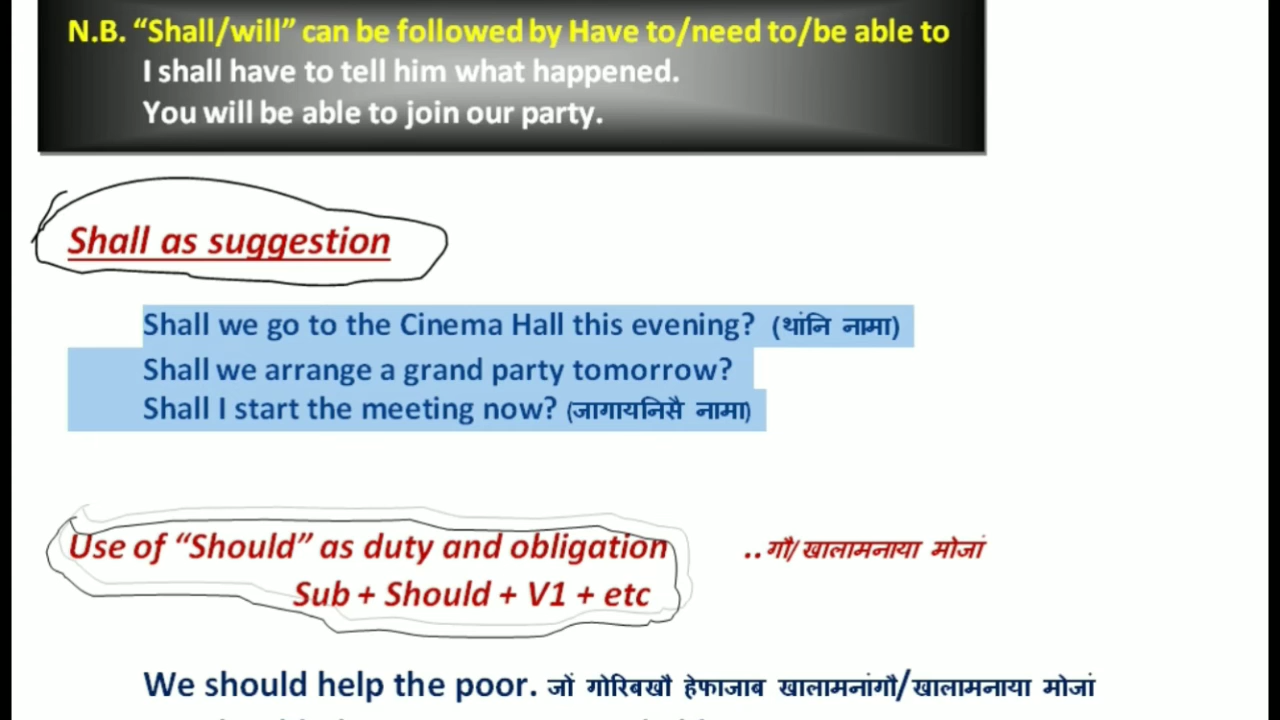 N.B. “Shall/will” can be followed by Have to/need to/be able to
I shall have to tell him what happened.
You will be able to join our party.
Shall as suggestion
Shall we go to the Cinema Hall this evening? (थांनि नामा)
Shall we arrange a grand party tomorrow?
Shall I start the meeting now? (जागायनिसै नामा)
Use of “Should” as duty and obligation ..गौ/खालामनाया मोजां
Sub + Should + V1 + etc
We should help the poor. जों गोरिबखौ हेफाजाब खालामनांगौ/खालामनाया मोजां